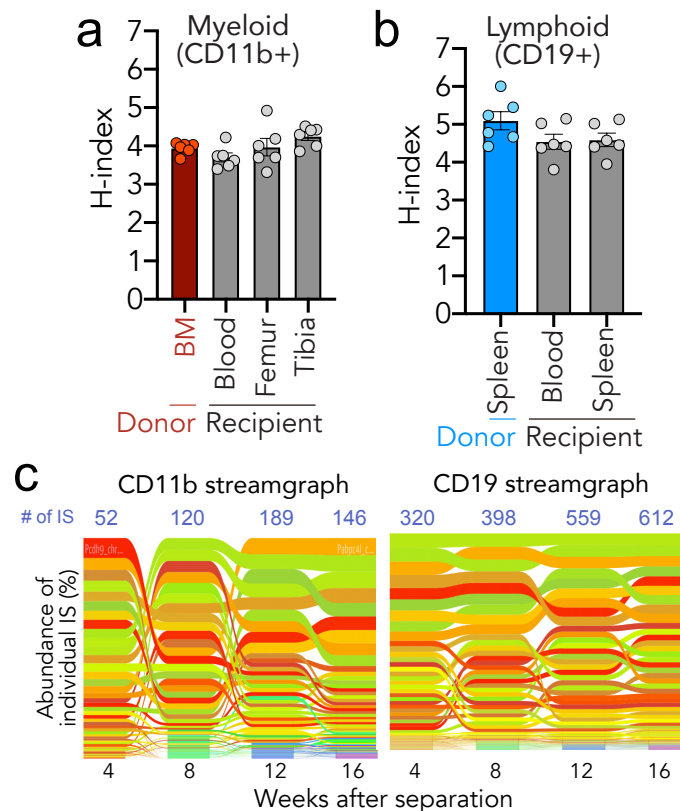 a
Myeloid
(CD11b+)
H-index
7
6
5
4
3
2
1
0
BM
Blood
Femur
Tibia
Donor
Recipient
b
Lymphoid
(CD19+)
H-index
7
6
5
4
3
2
1
0
Spleen
Blood
Spleen
Donor
Recipient
c
CD11b streamgraph
CD19 streamgraph
# of IS
52
120
189
146
320
398
559
612
Pcdh9_chr...
Pabpc4l_c...
Abundance of
individual IS (%)
4
8
12
16
4
8
12
16
Weeks after separation